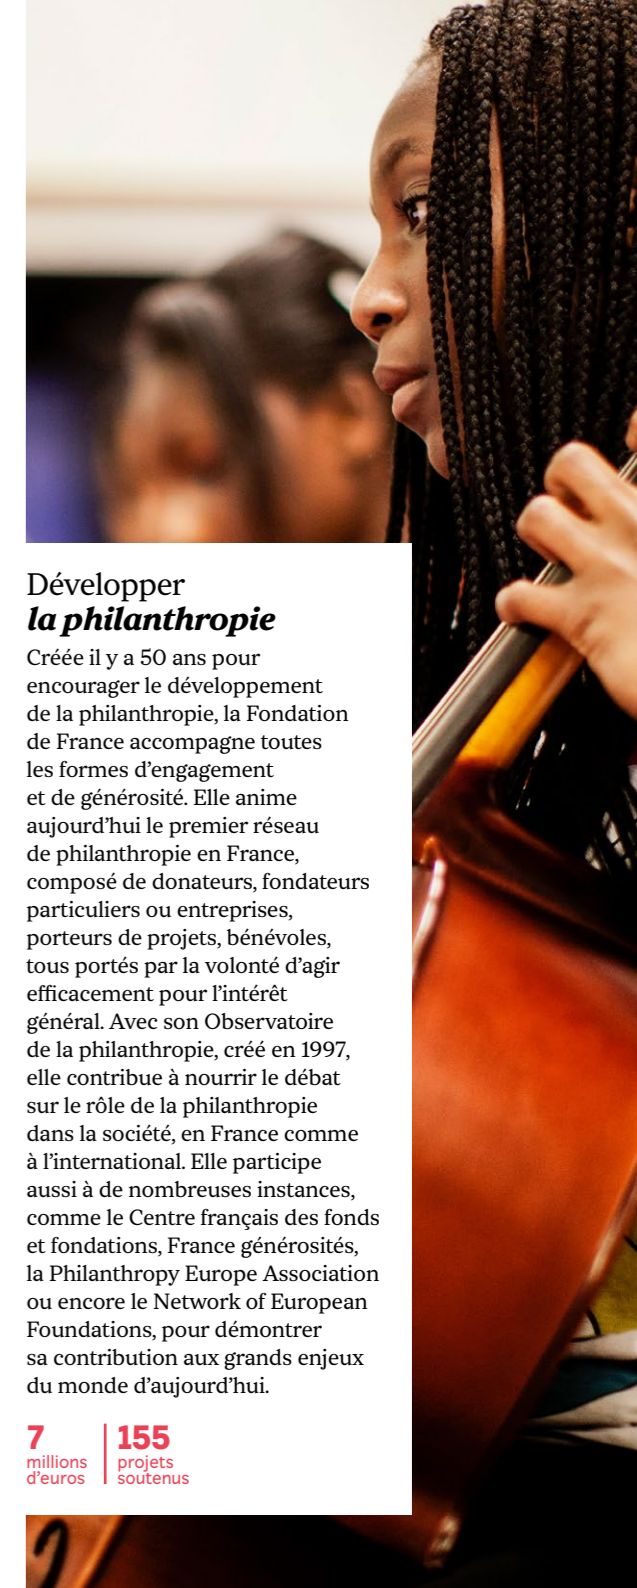 Développer
la philanthropie
Créée il y a 50 ans pour
encourager le développement
de la philanthropie, la Fondation
de France accompagne toutes
les formes d’engagement
et de générosité. Elle anime
aujourd’hui le premier réseau
de philanthropie en France,
composé de donateurs, fondateurs
particuliers ou entreprises,
porteurs de projets, bénévoles,
tous portés par la volonté d’agir
efficacement pour l’intérêt
général. Avec son Observatoire
de la philanthropie, créé en 1997,
elle contribue à nourrir le débat
sur le rôle de la philanthropie
dans la société, en France comme
à l’international. Elle participe
aussi à de nombreuses instances,
comme le Centre français des fonds
et fondations, France générosités,
la Philanthropy Europe Association
ou encore le Network of European
Foundations, pour démontrer
sa contribution aux grands enjeux
du monde d’aujourd’hui.
7
millions
d’euros
155
projets
soutenus